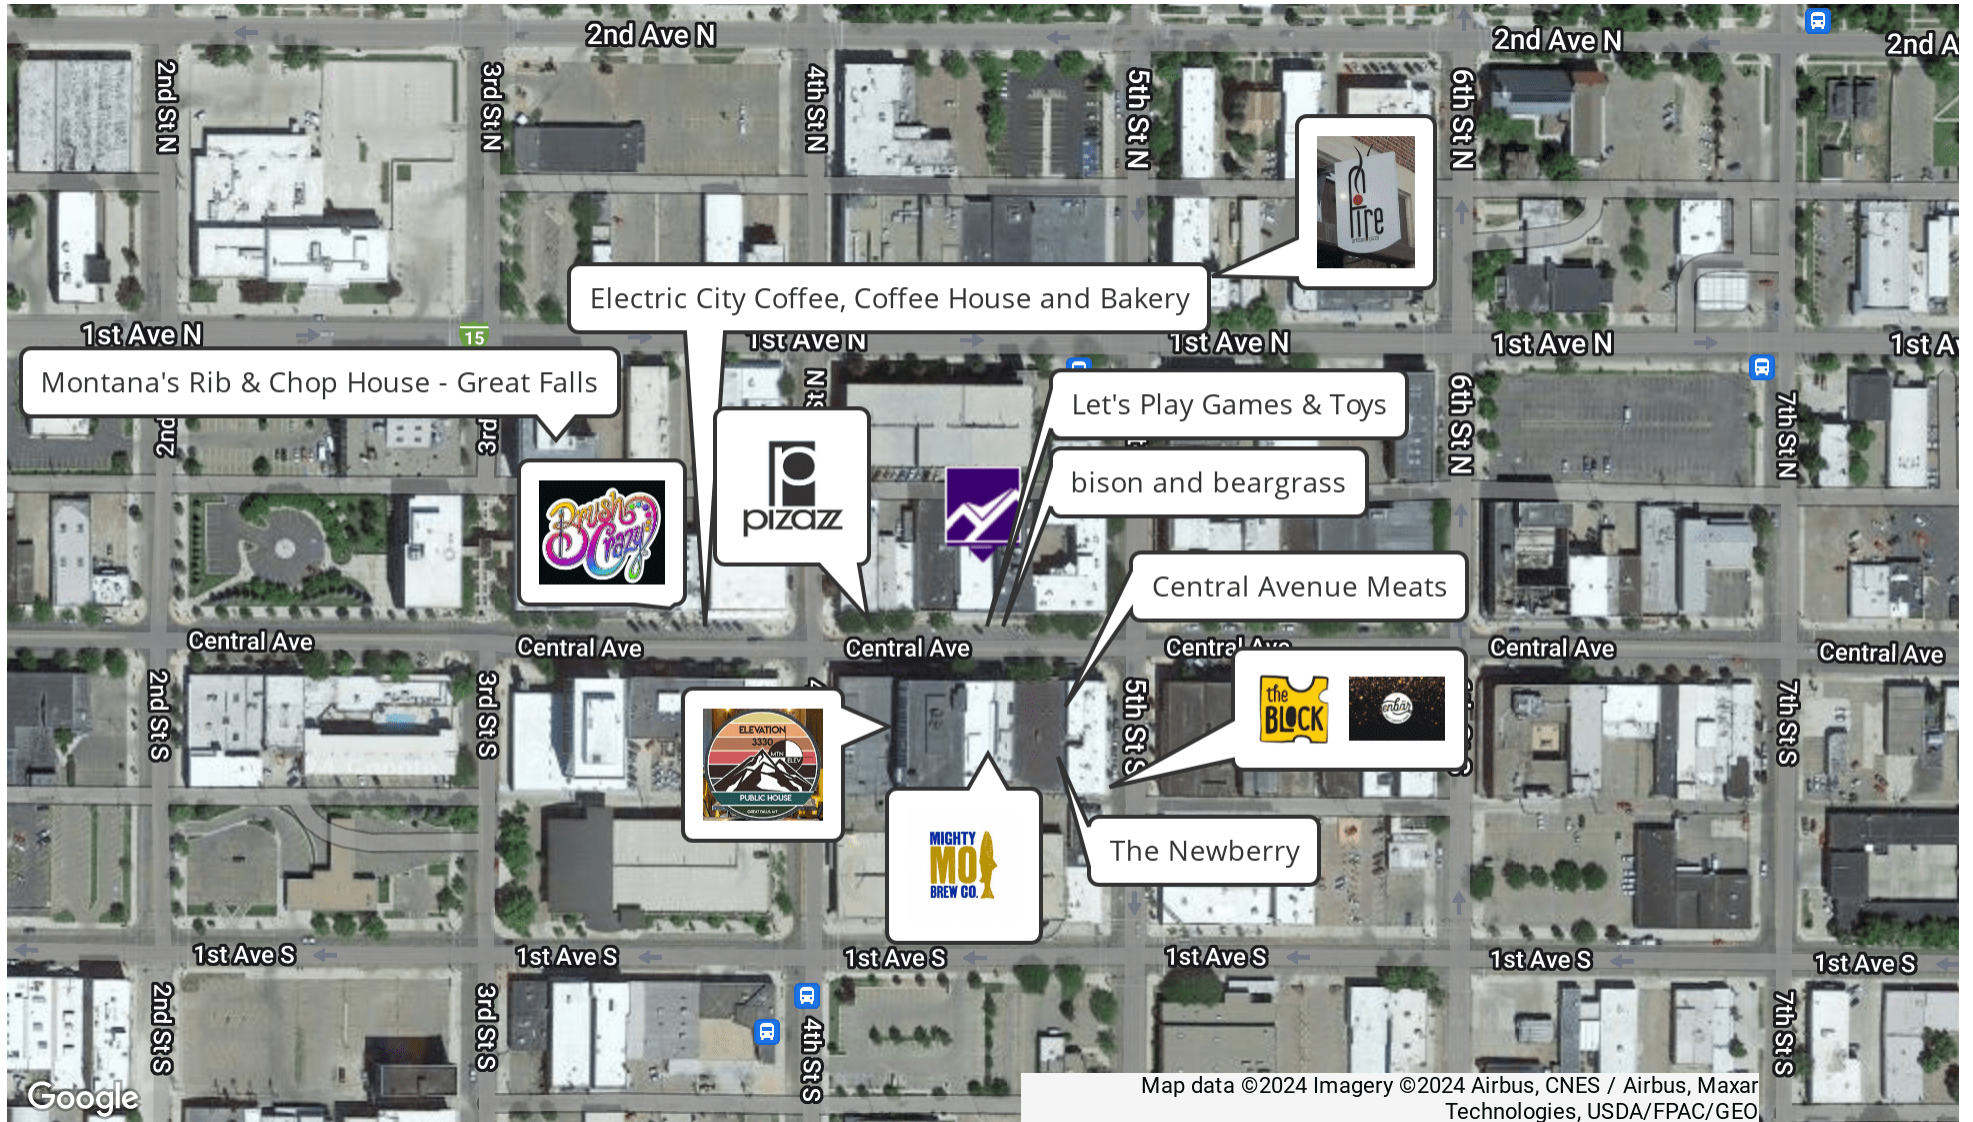 2nd Ave N
2nd Ave N
2nd A
2nd St N
3rd St N
4th St N
5th St N
6th St N
Fire
Electric City Coffee, Coffee House and Bakery
1st Ave N
15
1st Ave N
1st Ave N
1st Ave N
1st Av
Montana's Rib & Chop House - Great Falls
Let's Play Games & Toys
2nd
3rd
6th St N
7th St N
pizazz
bison and beargrass
Brush
Crazy
Central Avenue Meats
Central Ave
Central Ave
Central Ave
Central Ave
Central Ave
Central Ave
2nd St S
3rd St S
5th St S
7th St S
the
BLOCK
enbär
ELEVATION
3330
MTN
ELEV
PUBLIC HOUSE
GREAT FALLS, MT
MIGHTY
MO
BREW CO.
The Newberry
1st Ave S
1st Ave S
1st Ave S
1st Ave S
1st Ave S
1st Ave S
2nd St S
3rd St S
4th St S
7th St S
Google
Map data ©2024 Imagery ©2024 Airbus, CNES / Airbus, Maxar
Technologies, USDA/FPAC/GEO